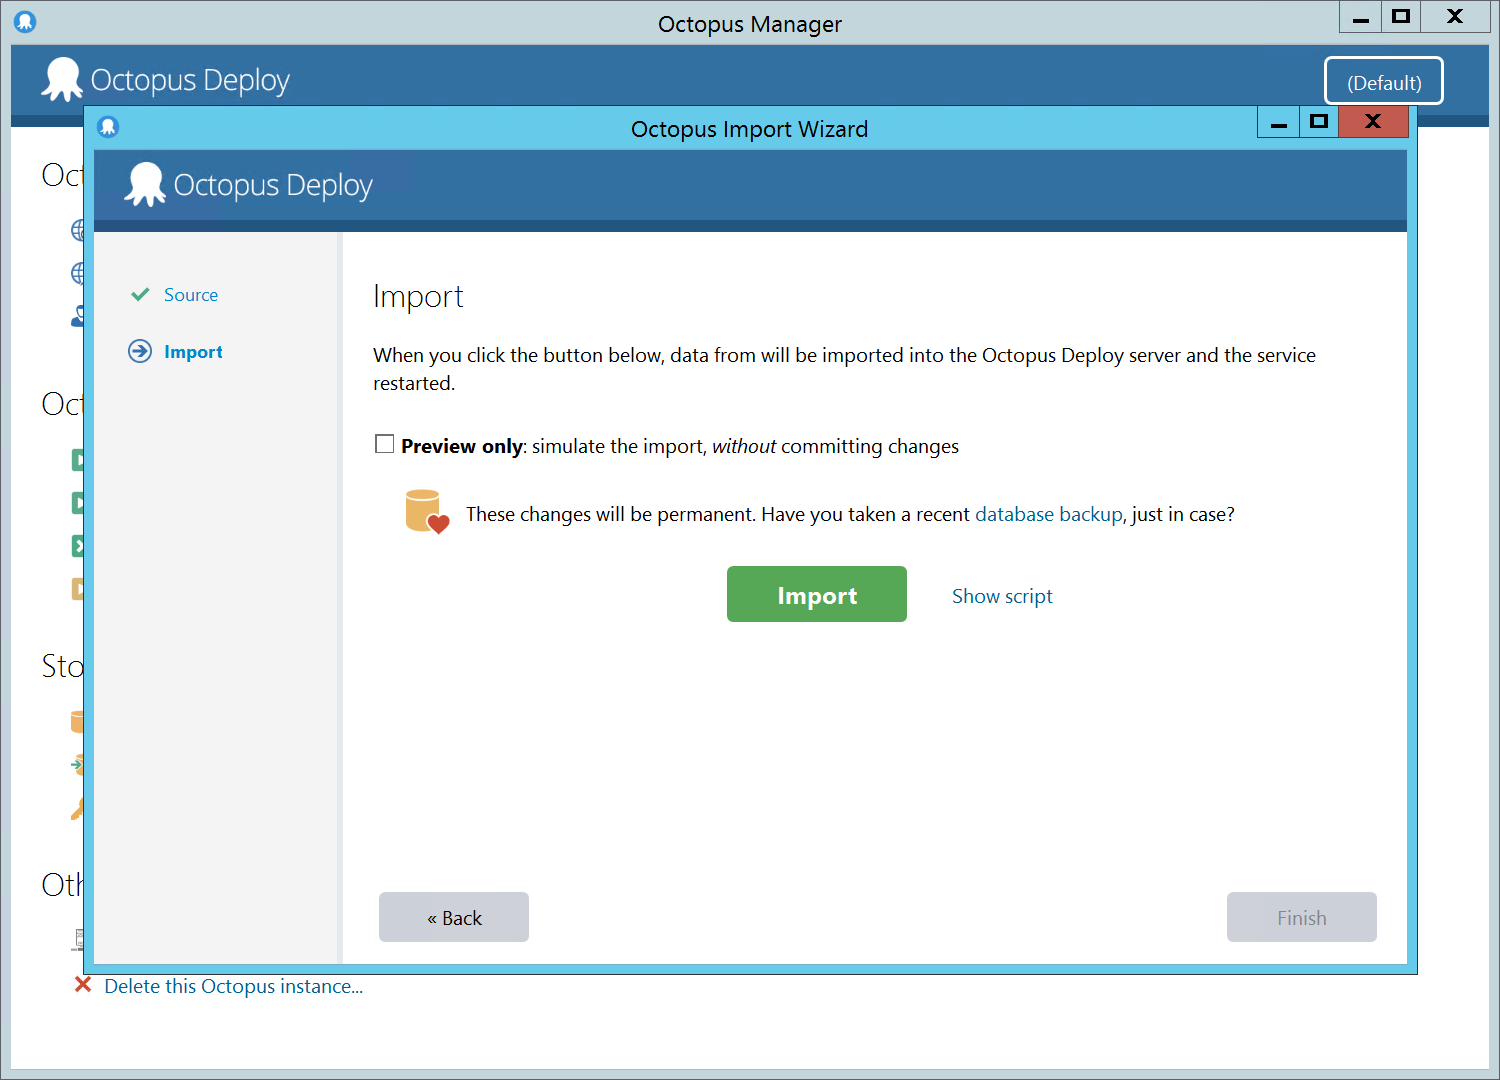 Octopus Manager
Octopus Deploy
(Default)
Octopus Import Wizard
Octopus Deploy
Source
Import
Import
When you click the button below, data from will be imported into the Octopus Deploy server and the service
restarted.
Preview only: simulate the import, without committing changes
These changes will be permanent. Have you taken a recent database backup, just in case?
Import
Show script
« Back
Finish
Oct
Oct
Sto
Oth
Delete this Octopus instance...